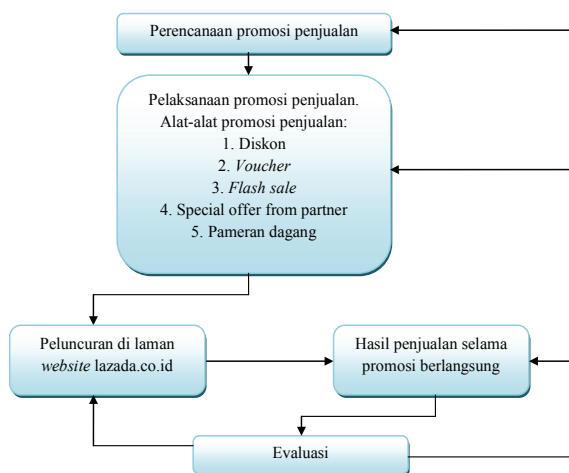 Perencanaan promosi penjualan
Pelaksanaan promosi penjualan.
Alat-alat promosi penjualan:
1. Diskon
2. Voucher
3. Flash sale
4. Special offer from partner
5. Pameran dagang
Peluncuran di laman
website lazada.co.id
Hasil penjualan selama
promosi berlangsung
Evaluasi